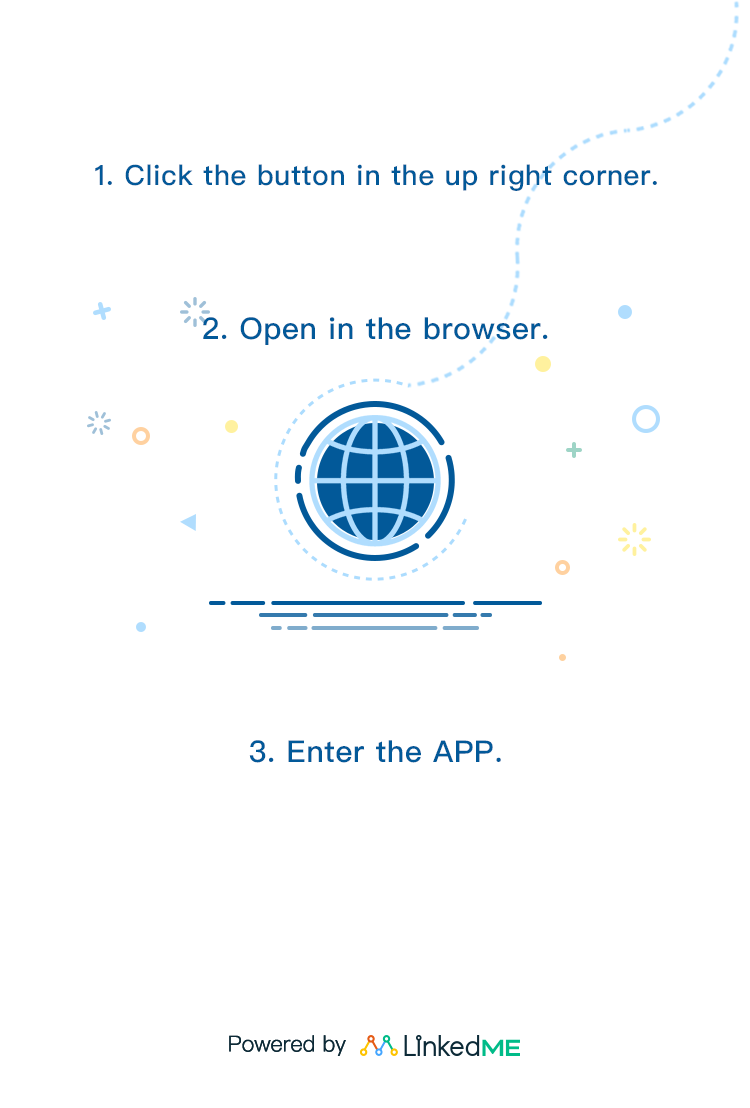 1. Click the button in the up right corner.
2. Open in the browser.
3. Enter the APP.
Powered by LinkedME